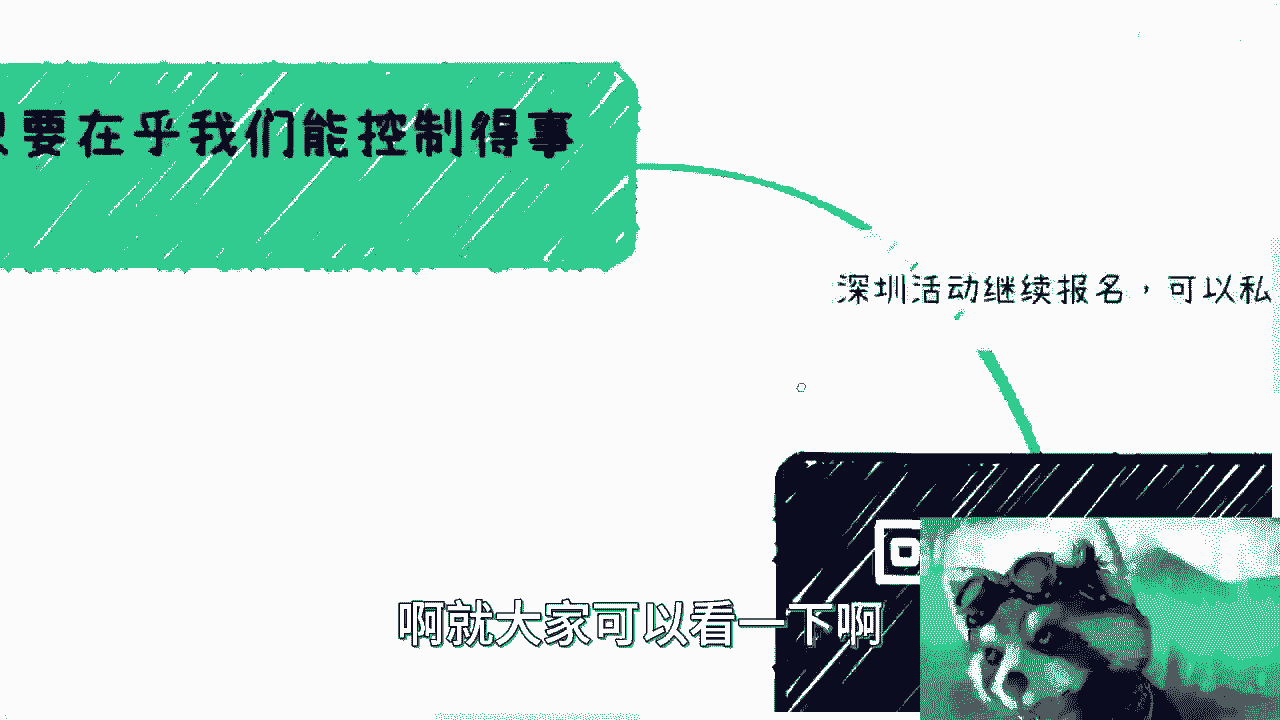 要在乎我们能控制得事
深圳活动继续报名，可以私
回
啊就大家可以看一下啊